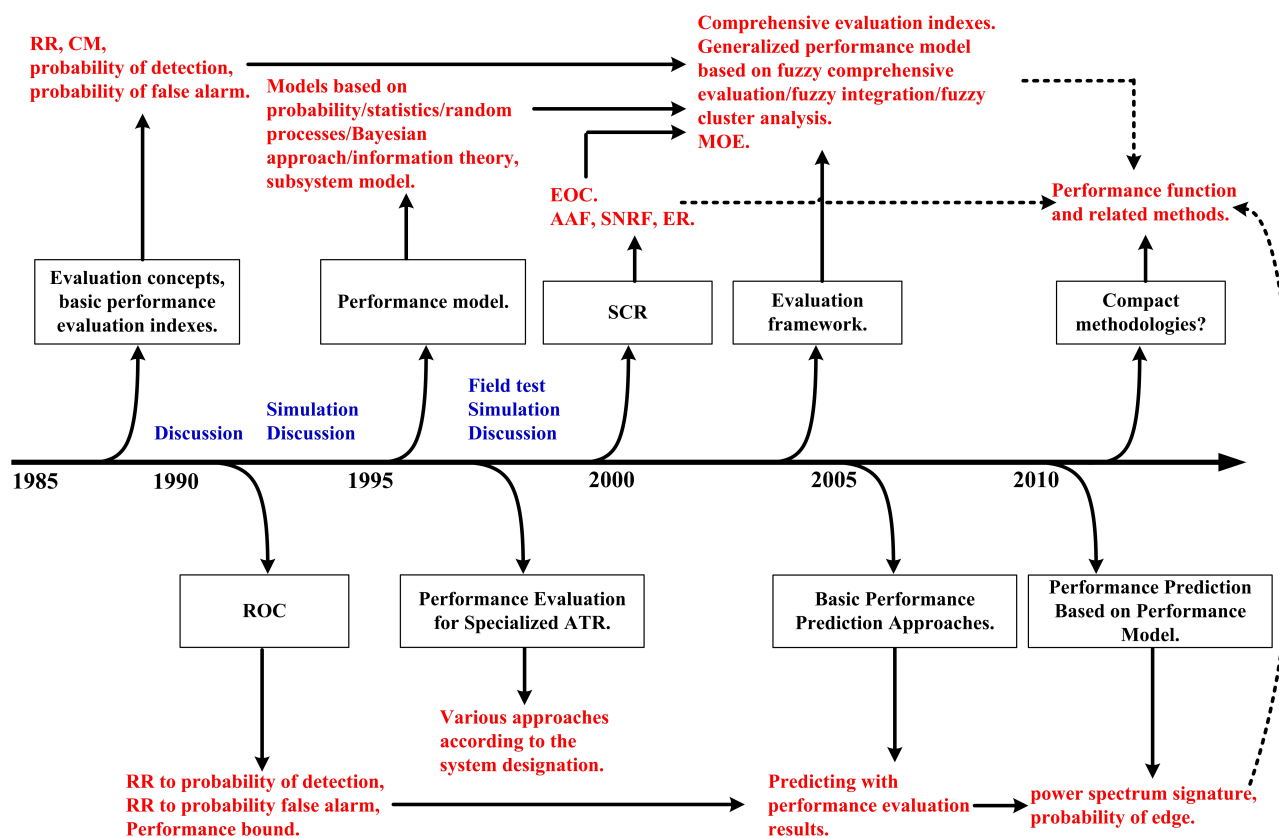 RR, CM,
probability of detection,
probability of false alarm.
Models based on
probability/statistics/random
processes/Bayesian
approach/information theory,
subsystem model.
Comprehensive evaluation indexes.
Generalized performance model
based on fuzzy comprehensive
evaluation/fuzzy integration/fuzzy
cluster analysis.
MOE.
EOC.
AAF, SNRF, ER.
Performance function
and related methods.
Evaluation concepts,
basic performance
evaluation indexes.
Performance model.
SCR
Evaluation
framework.
Compact
methodologies?
Discussion
Simulation
Discussion
Field test
Simulation
Discussion
1985
1990
1995
2000
2005
2010
ROC
Performance Evaluation
for Specialized ATR.
Basic Performance
Prediction Approaches.
Performance Prediction
Based on Performance
Model.
Various approaches
according to the
system designation.
RR to probability of detection,
RR to probability false alarm,
Performance bound.
Predicting with
performance evaluation
results.
power spectrum signature,
probability of edge.